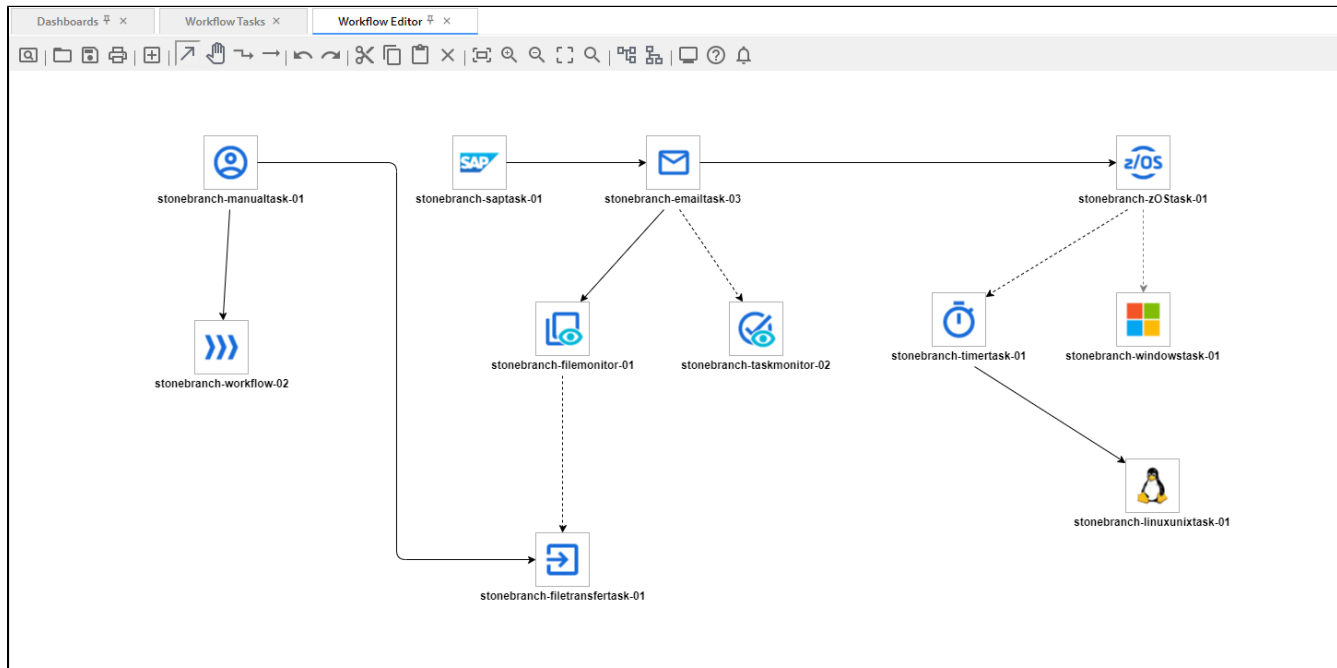 Dashboards
Workflow Tasks
Workflow Editor
SAP
z/OS
stonebranch-manualtask-01
stonebranch-saptask-01
stonebranch-emailtask-03
stonebranch-zOStask-01
stonebranch-filemonitor-01
stonebranch-taskmonitor-02
stonebranch-timertask-01
stonebranch-windowstask-01
stonebranch-workflow-02
stonebranch-linuxunixtask-01
stonebranch-filetransfertask-01